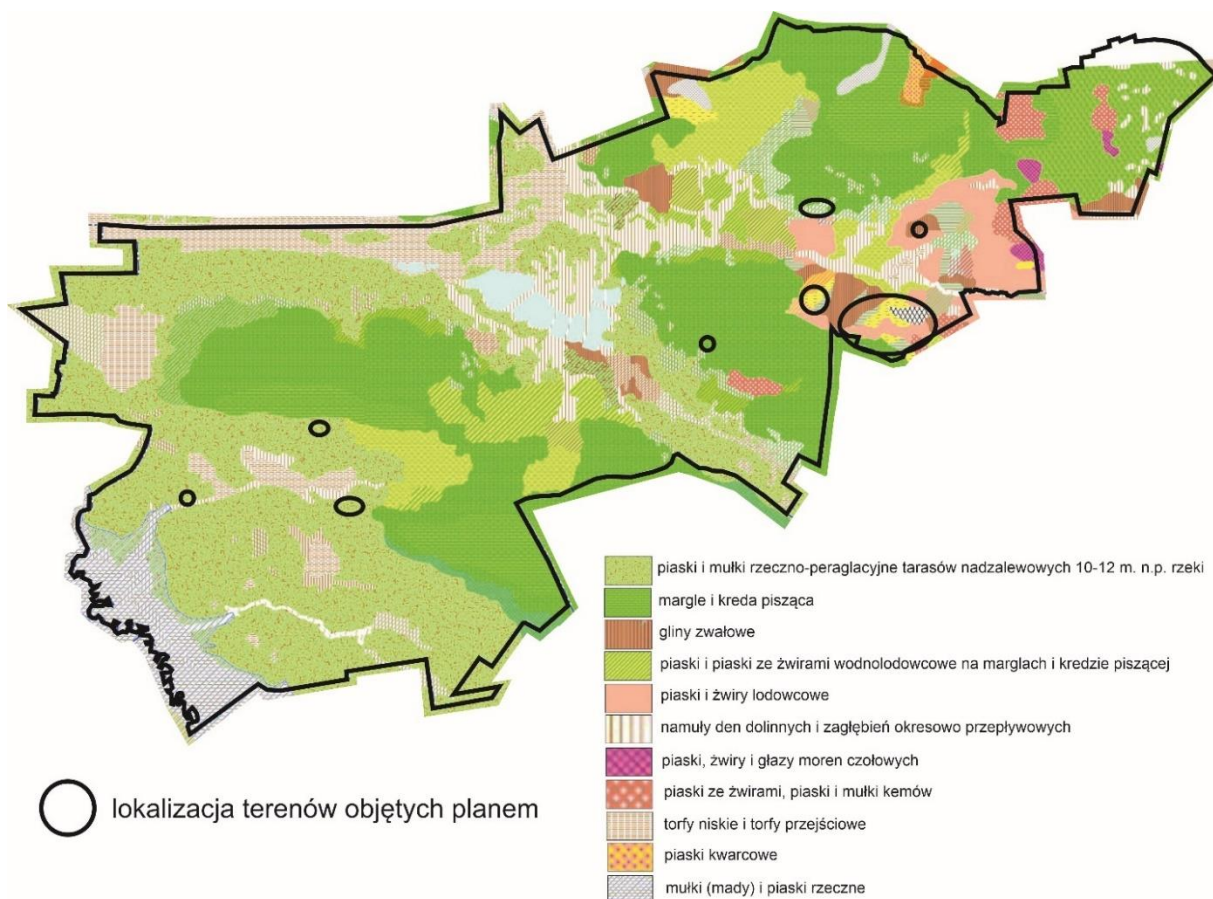 piaski i mułki rzeczno-peraglacyjne tarasów nadzalewowych 10-12 m. n.p. rzeki
margle i kreda pisząca
gliny zwałowe
piaski i piaski ze żwirami wodnolodowcowe na marglach i kredzie piszącej
piaski i żwiry lodowcowe
namuły den dolinnych i zagłębień okresowo przepływowych
piaski, żwiry i głazy moren czołowych
piaski ze żwirami, piaski i mułki kemów
torfy niskie i torfy przejściowe
piaski kwarcowe
mułki (mady) i piaski rzeczne
lokalizacja terenów objętych planem